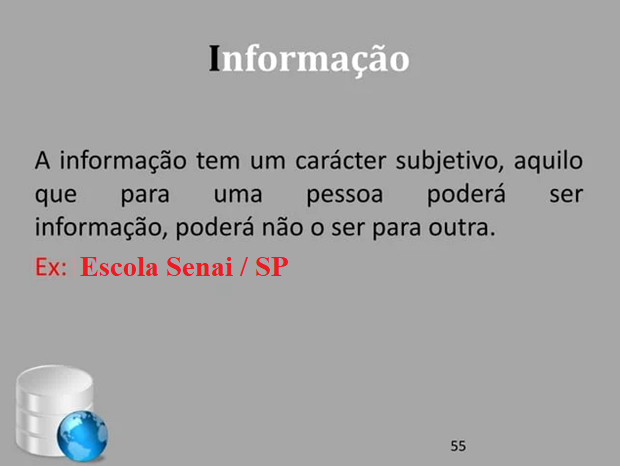 Informação
A informação tem um carácter subjetivo, aquilo
que para uma pessoa poderá ser
informação, poderá não o ser para outra.
Ex: Escola Senai / SP
55